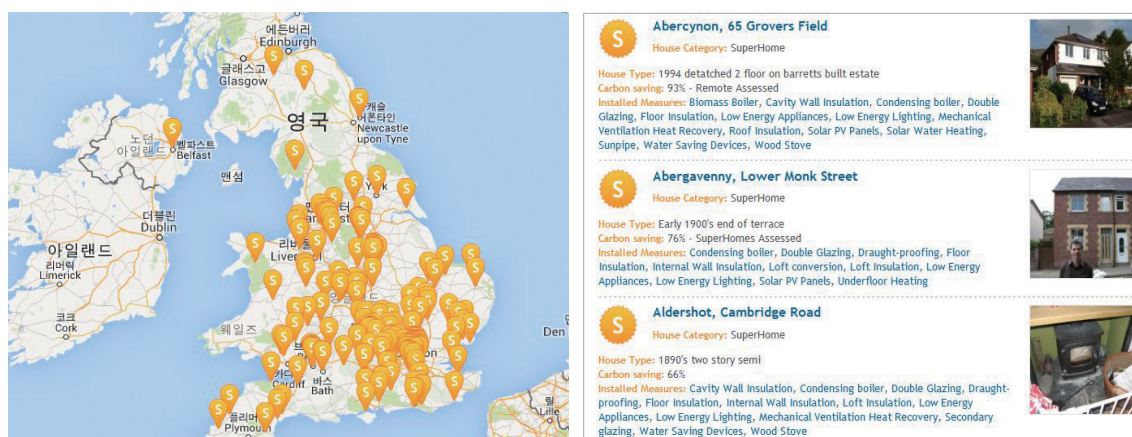 에든버러
Edinburgh
글래스고
Glasgow
영국
캐슬
어폰타인
Newcastle
upon Tyne
노던
아일랜드
벨파스트
Belfast
맨섬
York
더블린
Dublin
아일랜드
리머릭
Limerick
코크
Cork
웨일즈
Cardiff
바스
Bath
Plymouth
Den
릴
Lille
S
Abercynon, 65 Grovers Field
House Category: SuperHome
House Type: 1994 detatched 2 floor on barretts built estate
Carbon saving: 93% - Remote Assessed
Installed Measures: Biomass Boiler, Cavity Wall Insulation, Condensing boiler, Double
Glazing, Floor Insulation, Low Energy Appliances, Low Energy Lighting, Mechanical
Ventilation Heat Recovery, Roof Insulation, Solar PV Panels, Solar Water Heating,
Sunpipe, Water Saving Devices, Wood Stove
S
Abergavenny, Lower Monk Street
House Category: SuperHome
House Type: Early 1900's end of terrace
Carbon saving: 76% - SuperHomes Assessed
Installed Measures: Condensing boiler, Double Glazing, Draught-proofing, Floor
Insulation, Internal Wall Insulation, Loft conversion, Loft Insulation, Low Energy
Appliances, Low Energy Lighting, Solar PV Panels, Underfloor Heating
S
Aldershot, Cambridge Road
House Category: SuperHome
House Type: 1890's two story semi
Carbon saving: 66%
Installed Measures: Cavity Wall Insulation, Condensing boiler, Double Glazing, Draught-
proofing, Floor Insulation, Internal Wall Insulation, Loft Insulation, Low Energy
Appliances, Low Energy Lighting, Mechanical Ventilation Heat Recovery, Secondary
glazing, Water Saving Devices, Wood Stove